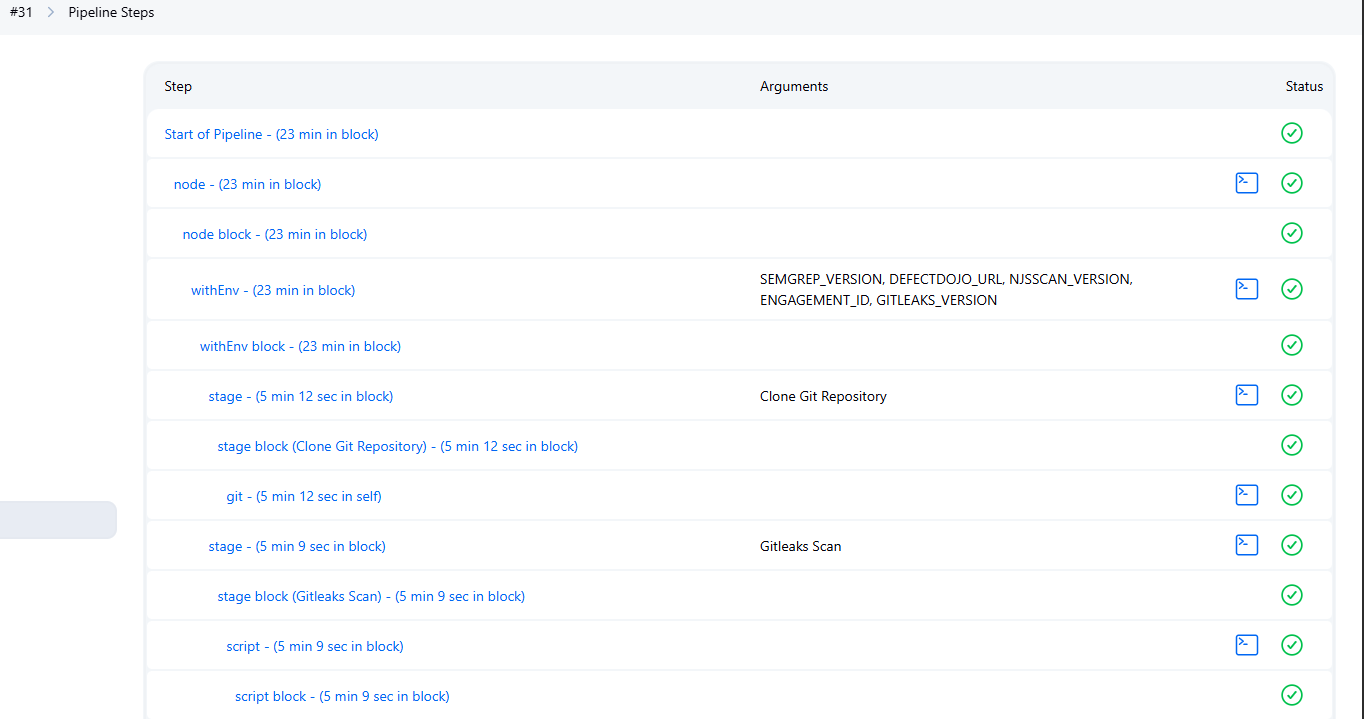 #31 > Pipeline Steps
Step Arguments Status
Start of Pipeline - (23 min in block)
node - (23 min in block)
node block - (23 min in block)
withEnv - (23 min in block) SEMGREP_VERSION, DEFECTDOJO_URL, NJSSCAN_VERSION,
ENGAGEMENT_ID, GITLEAKS_VERSION
withEnv block - (23 min in block)
stage - (5 min 12 sec in block) Clone Git Repository
stage block (Clone Git Repository) - (5 min 12 sec in block)
git - (5 min 12 sec in self)
stage - (5 min 9 sec in block) Gitleaks Scan
stage block (Gitleaks Scan) - (5 min 9 sec in block)
script - (5 min 9 sec in block)
script block - (5 min 9 sec in block)